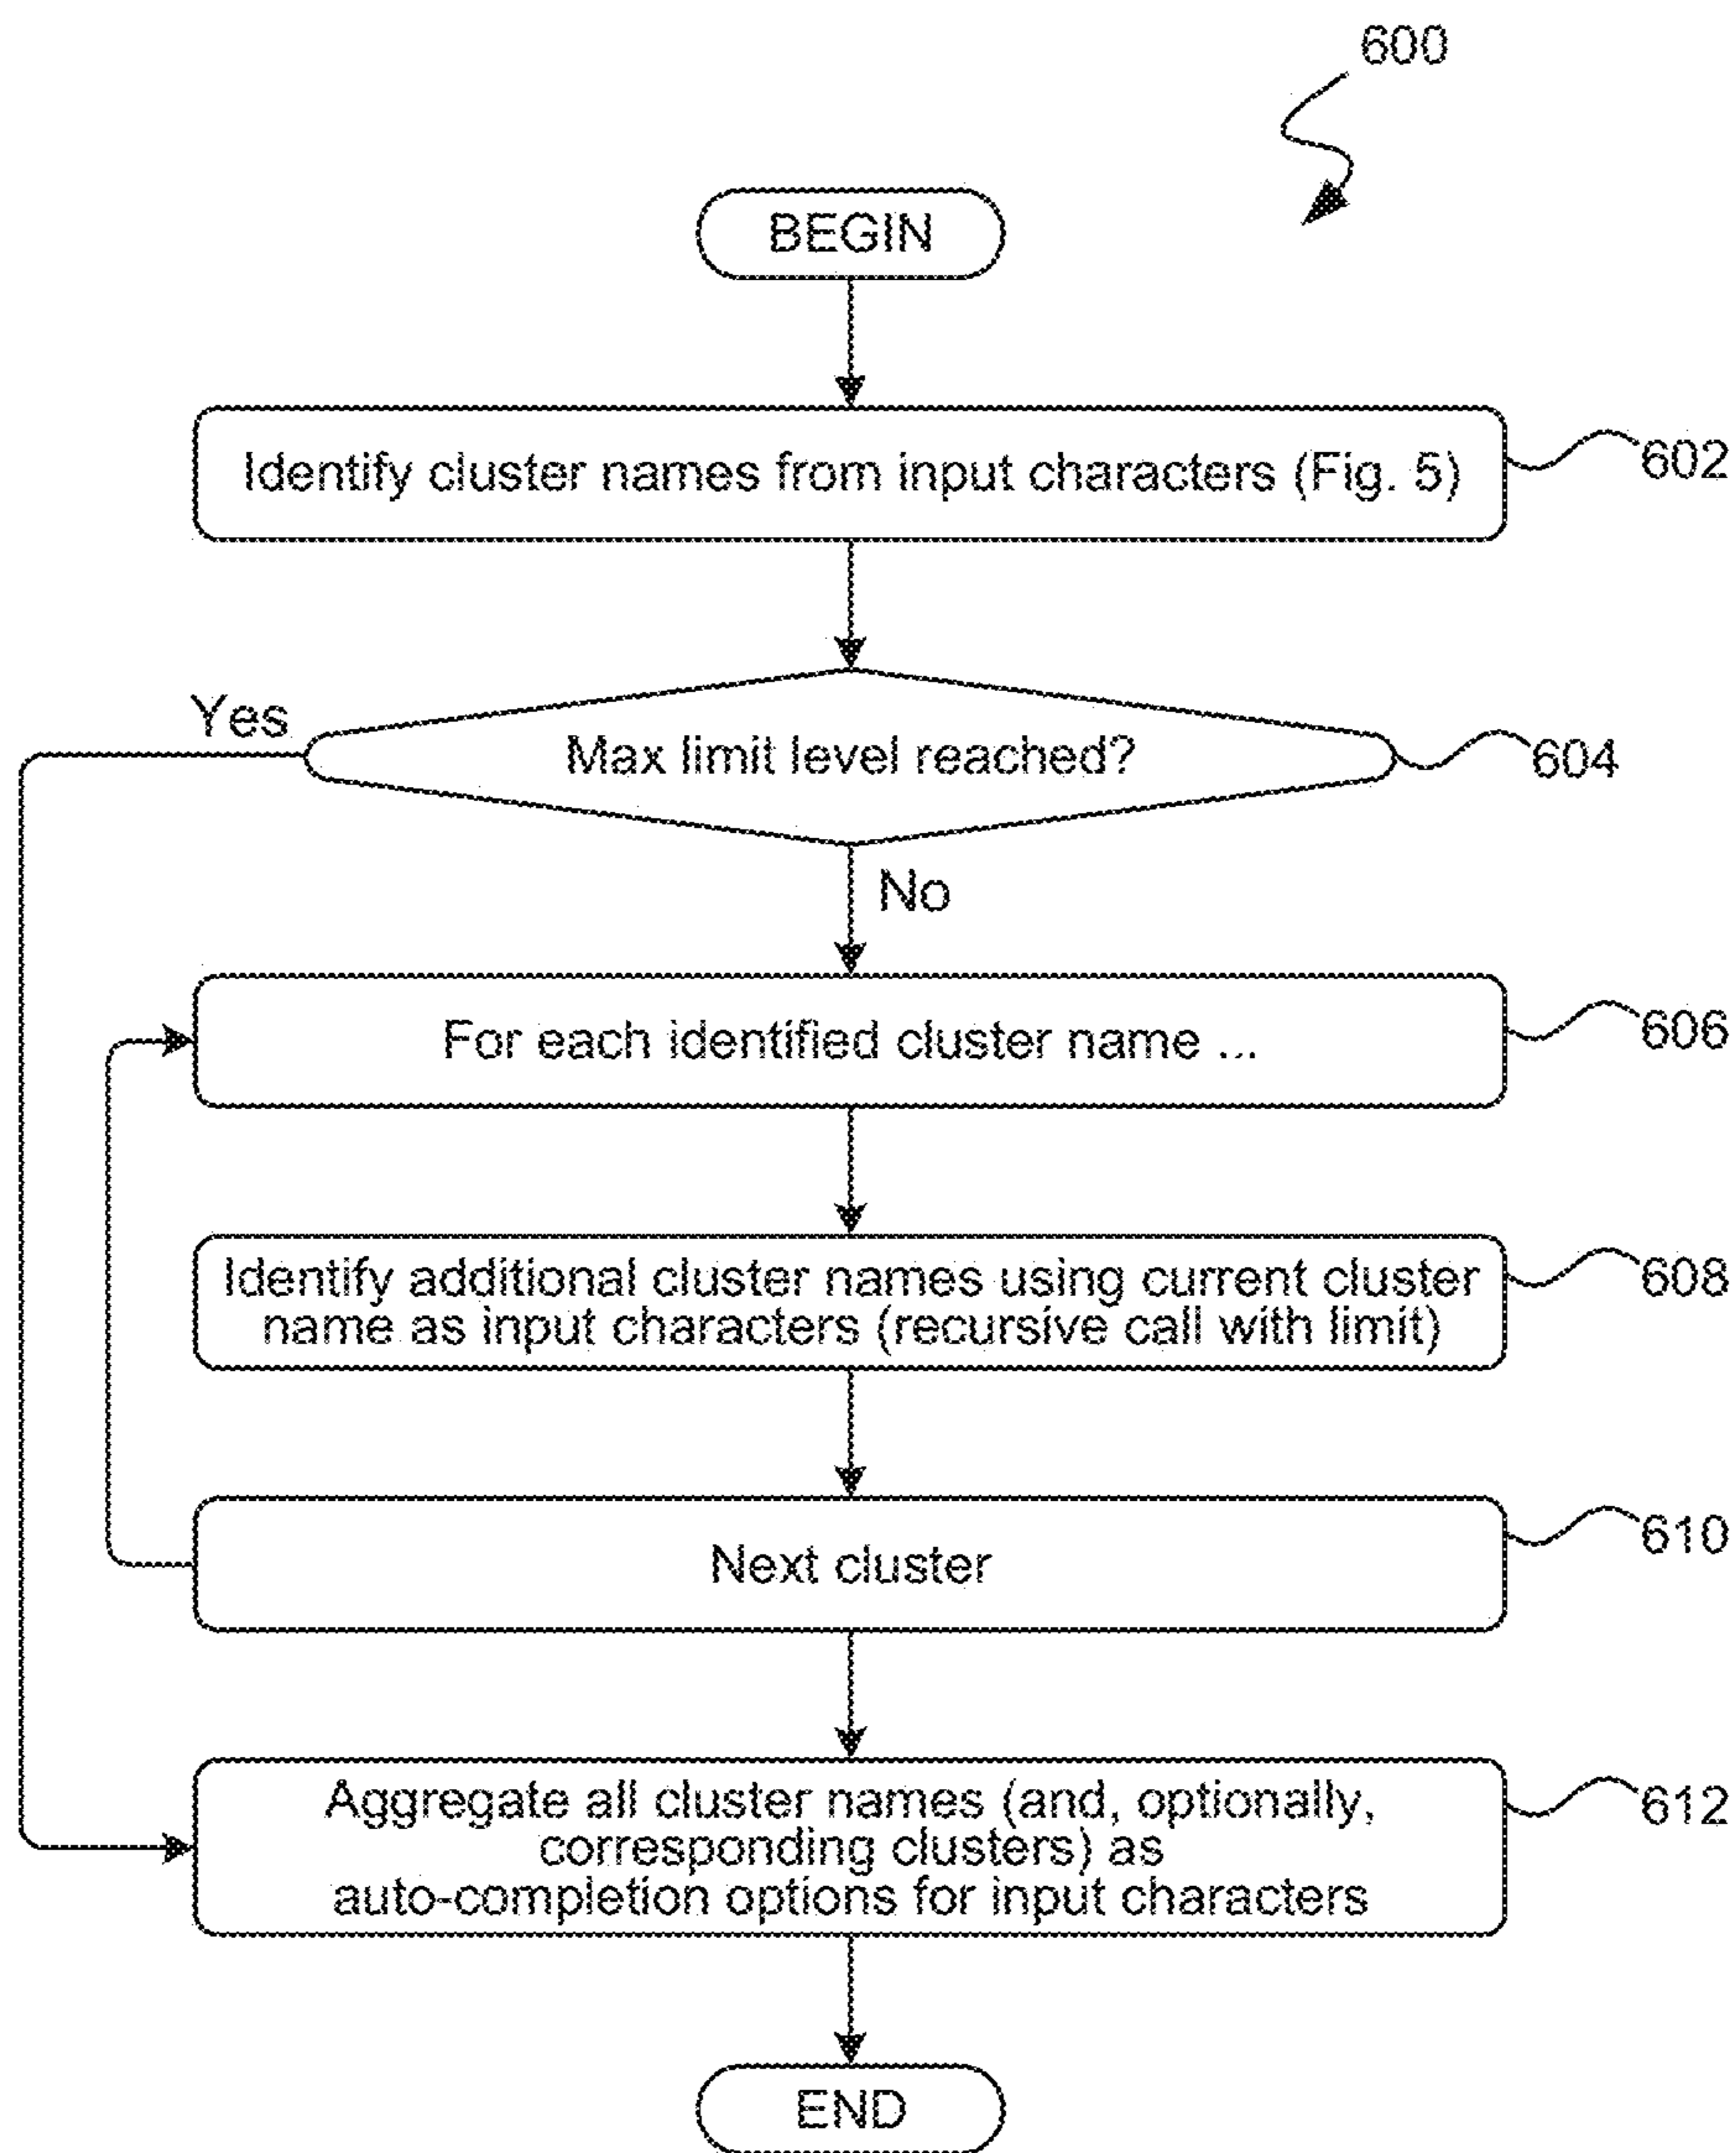 600
BEGIN
Identify cluster names from input characters (Fig. 5)
602
Yes
Max limit level reached?
604
No
For each identified cluster name ...
606
Identify additional cluster names using current cluster
name as input characters (recursive call with limit)
608
Next cluster
610
Aggregate all cluster names (and, optionally,
corresponding clusters) as
auto-completion options for input characters
612
END